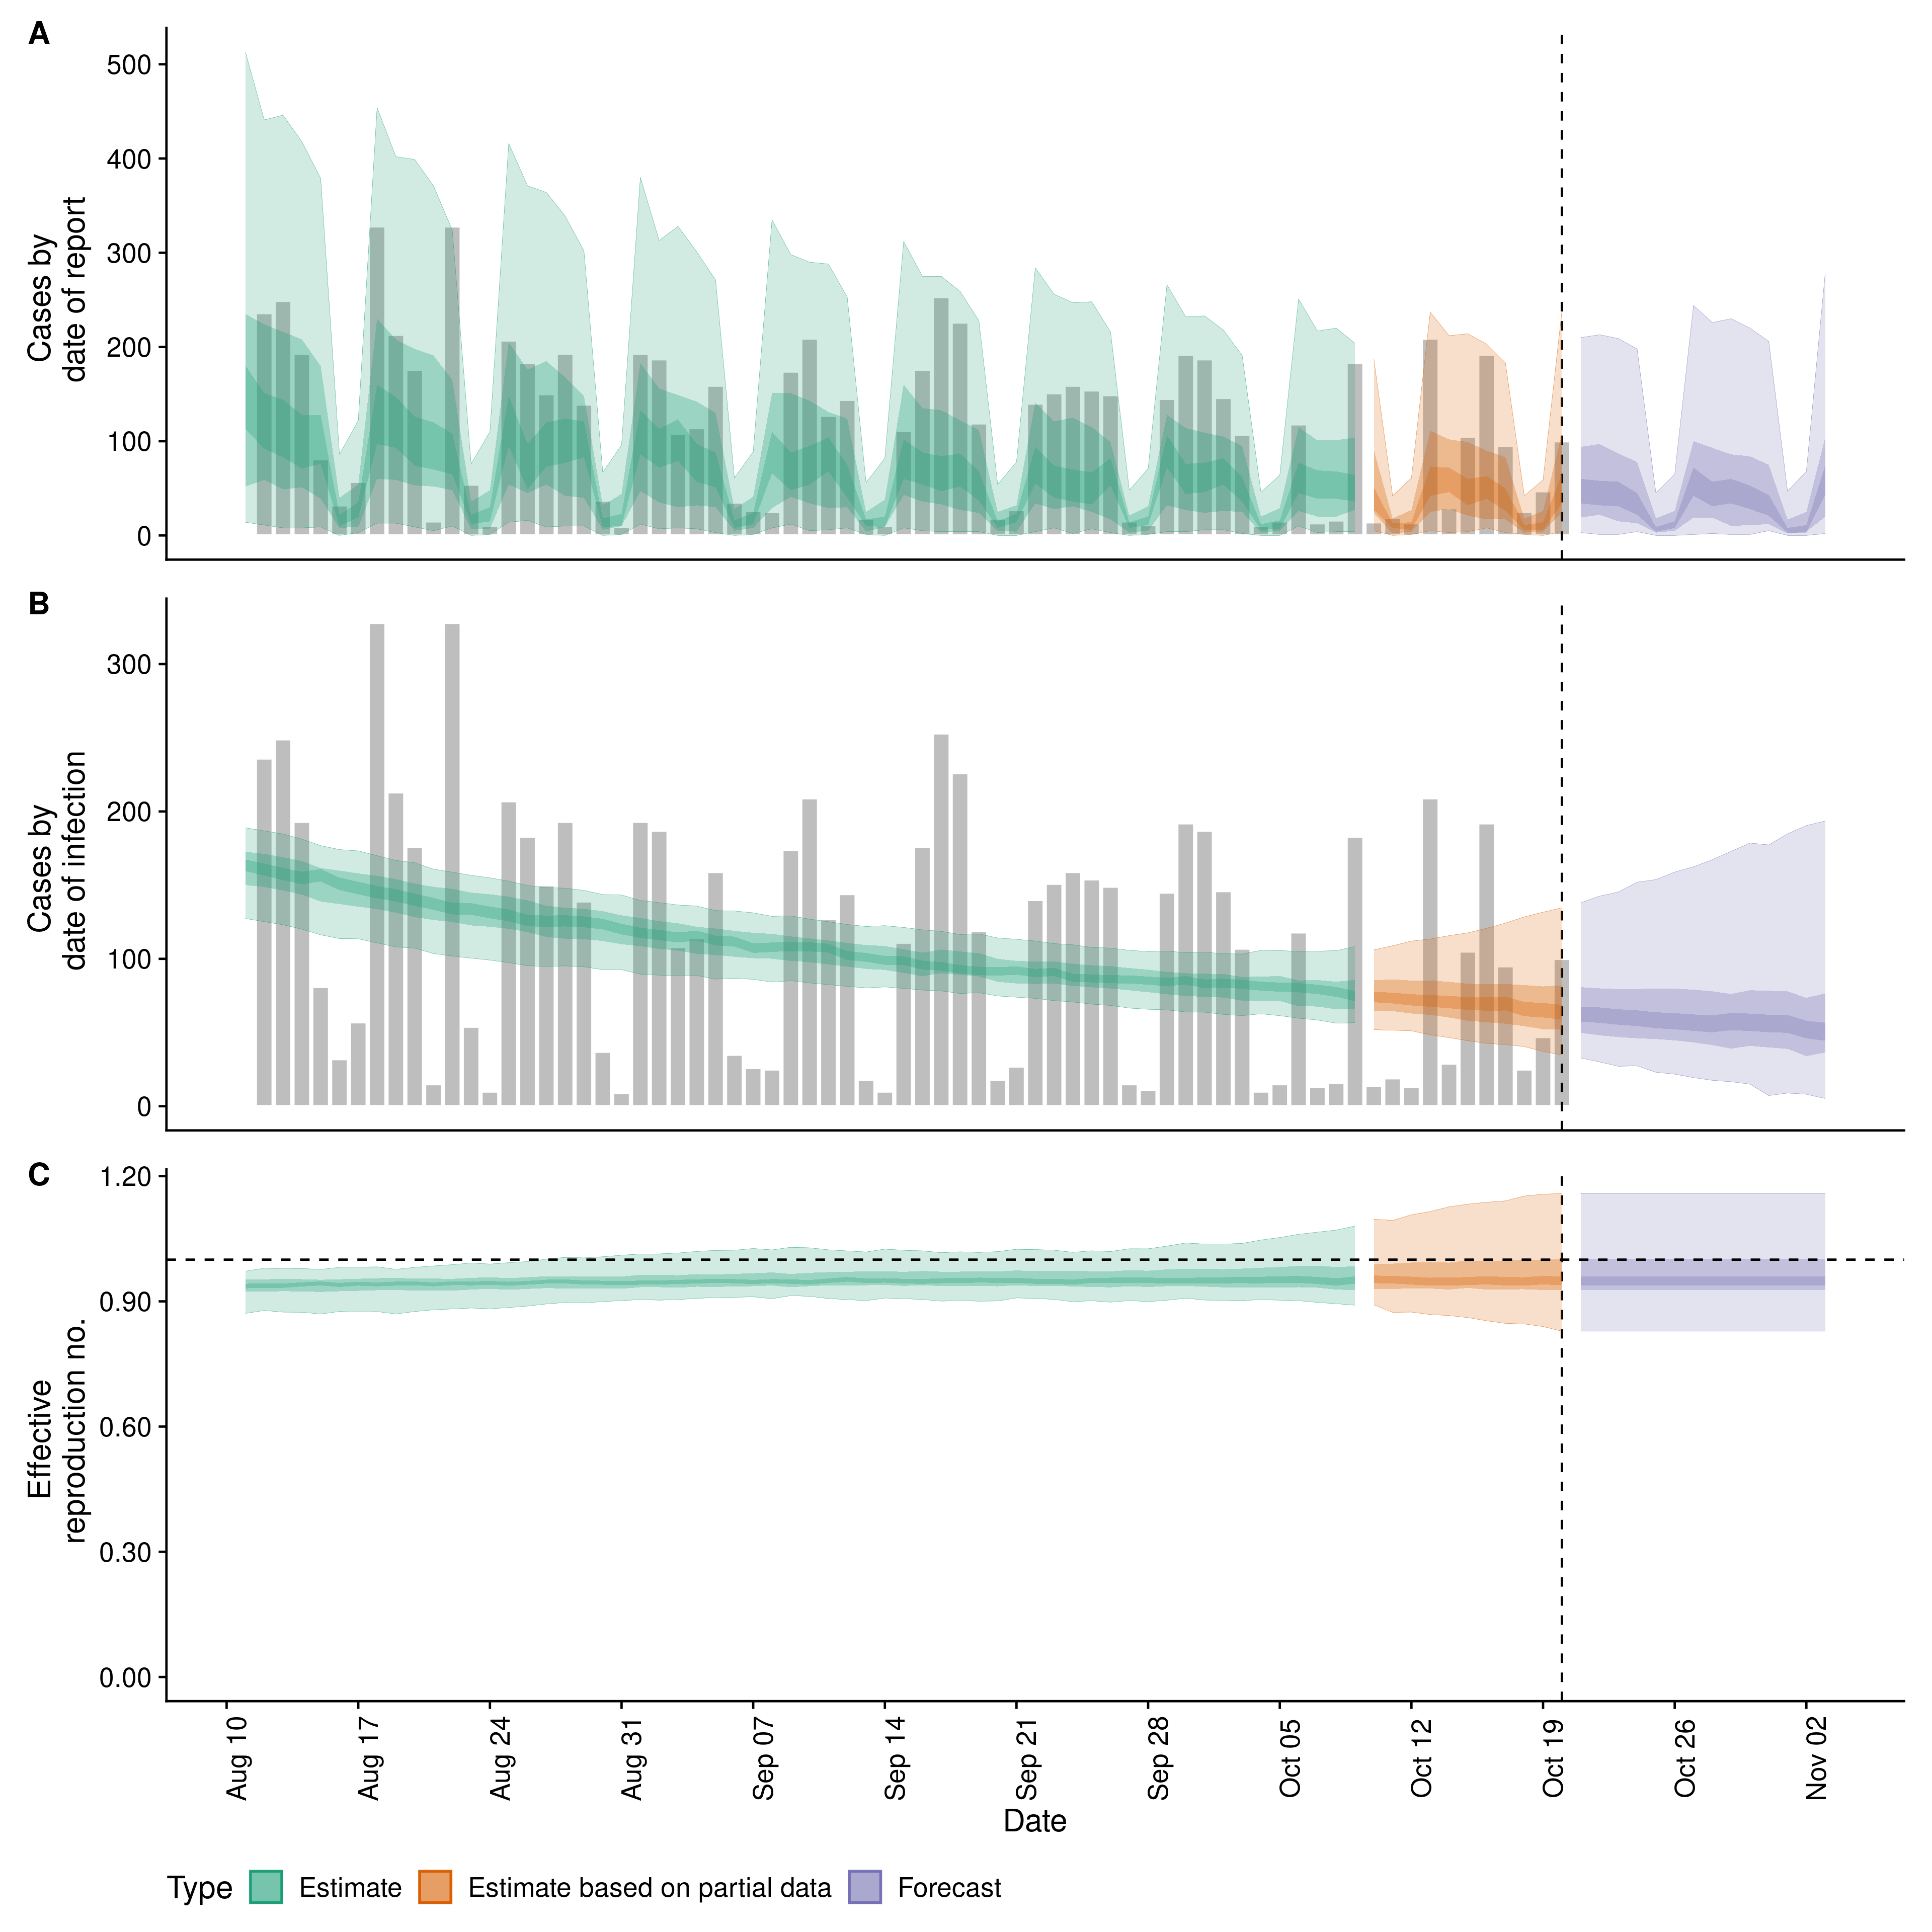 A
Cases by
date of report
500
400
300
200
100
0
B
Cases by
date of infection
300
200
100
0
C
Effective
reproduction no.
1.20
0.90
0.60
0.30
0.00
Aug 10
Aug 17
Aug 24
Aug 31
Sep 07
Sep 14
Sep 21
Sep 28
Oct 05
Oct 12
Oct 19
Oct 26
Nov 02
Date
Type
Estimate
Estimate based on partial data
Forecast